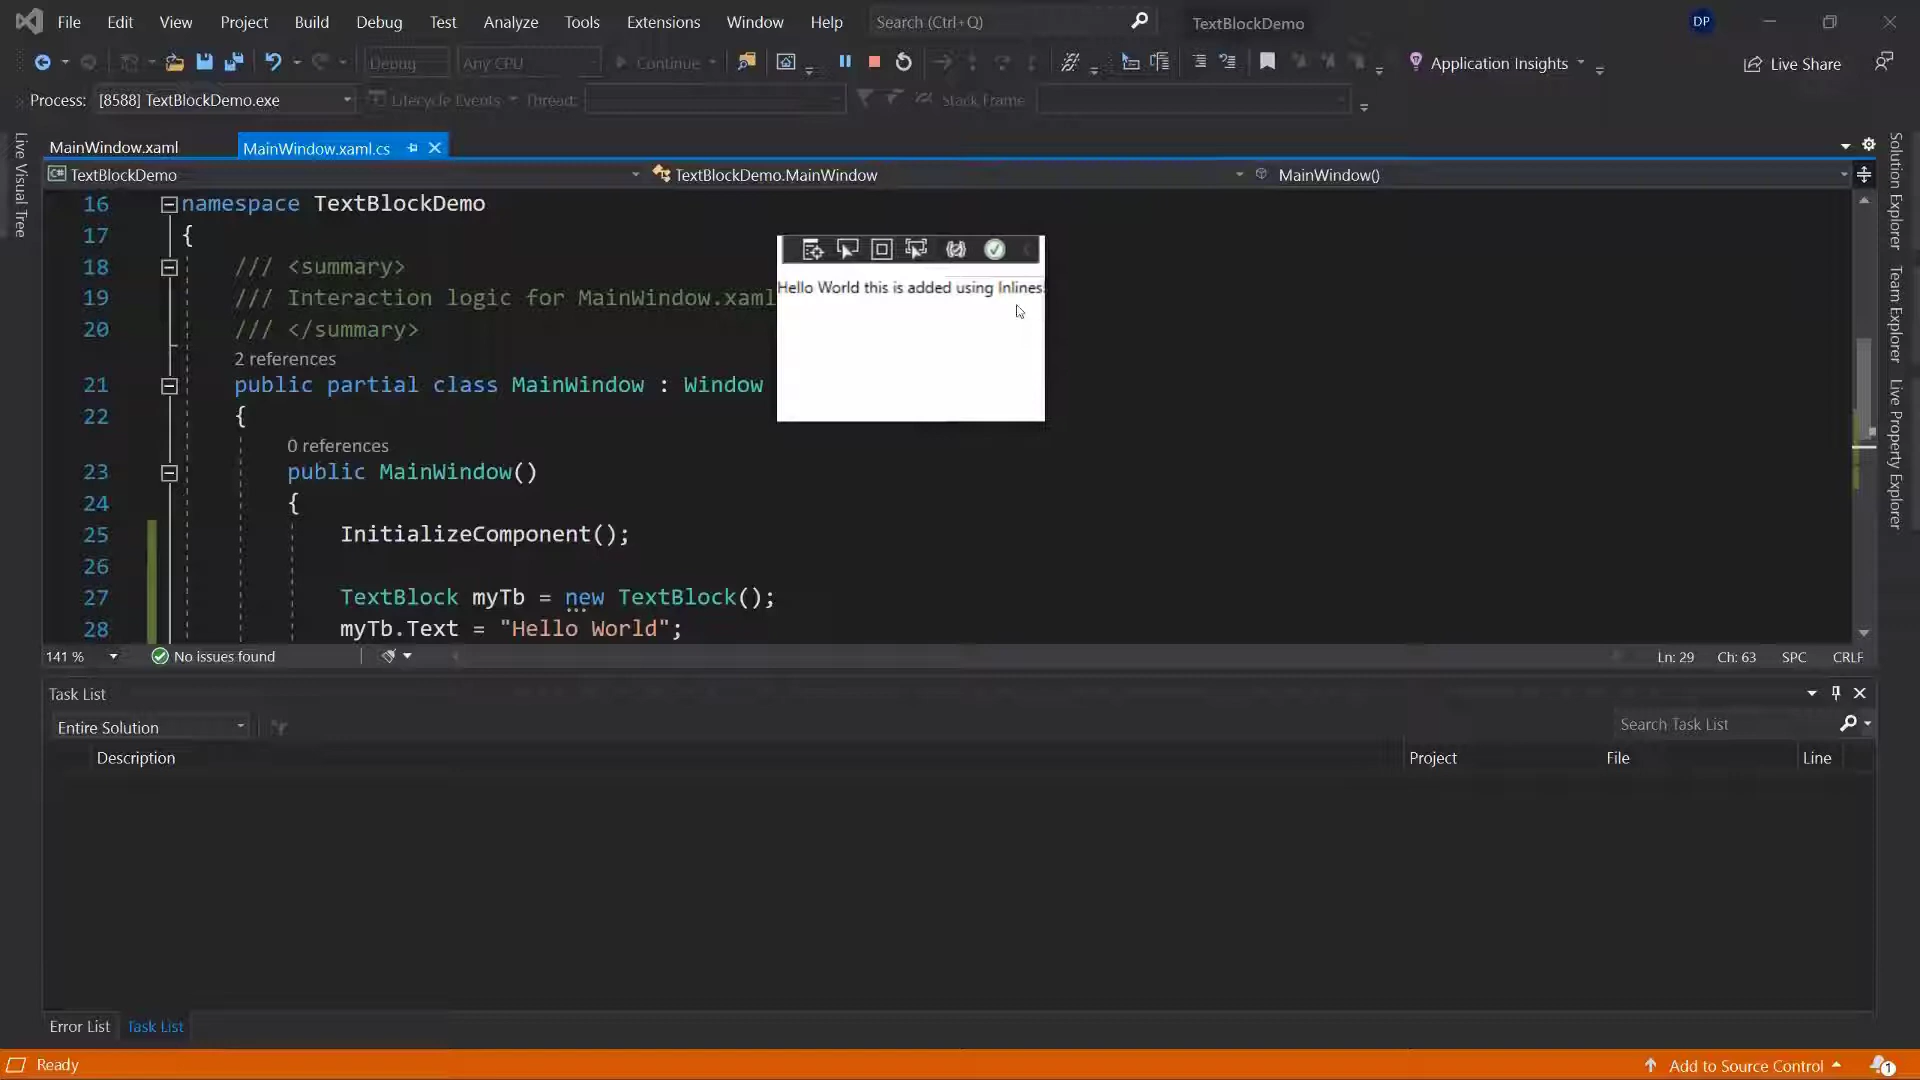 File Edit View Project Build Debug Test Analyze Tools Extensions Window Help Search (Ctrl+Q) TextBlockDemo DP
Debug Any CPU Continue Application Insights Live Share
Process: [8588] TextBlockDemo.exe Lifecycle Events Thread: Stack Frame
MainWindow.xaml MainWindow.xaml.cs
TextBlockDemo TextBlockDemo.MainWindow MainWindow()
Live Visual Tree
16 namespace TextBlockDemo
17 {
18 /// <summary>
19 /// Interaction logic for MainWindow.xaml
20 /// </summary>
2 references
21 public partial class MainWindow : Window
22 {
0 references
23 public MainWindow()
24 {
25 InitializeComponent();
26
27 TextBlock myTb = new TextBlock();
28 myTb.Text = "Hello World";
Hello World this is added using Inlines
Solution Explorer
Team Explorer
Live Property Explorer
141 % No issues found Ln: 29 Ch: 63 SPC CRLF
Task List
Entire Solution Search Task List
Description Project File Line
Error List Task List
Ready Add to Source Control 1